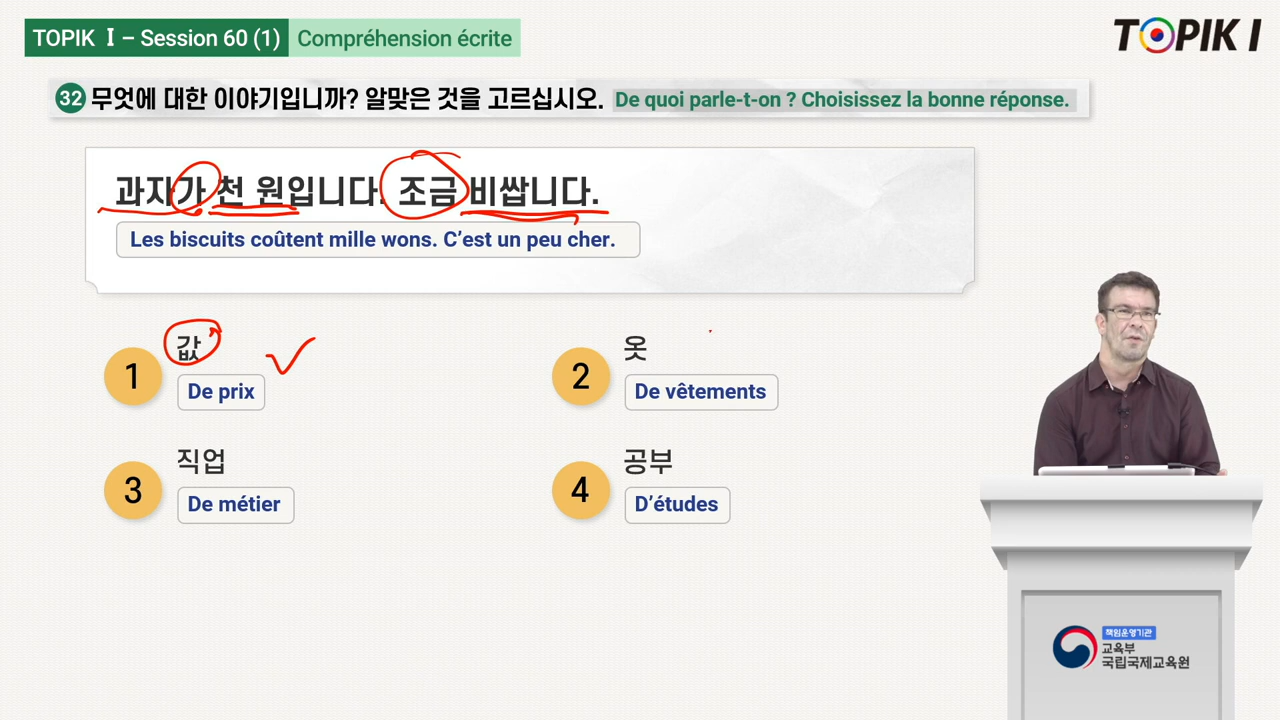 TOPIK I – Session 60 (1) Compréhension écrite
TOPIK I
32 무엇에 대한 이야기입니까? 알맞은 것을 고르십시오. De quoi parle-t-on ? Choisissez la bonne réponse.
과자가 천 원입니다. 조금 비쌉니다.
Les biscuits coûtent mille wons. C’est un peu cher.
1 값
De prix
2 옷
De vêtements
3 직업
De métier
4 공부
D’études
책임운영기관
교육부
국립국제교육원